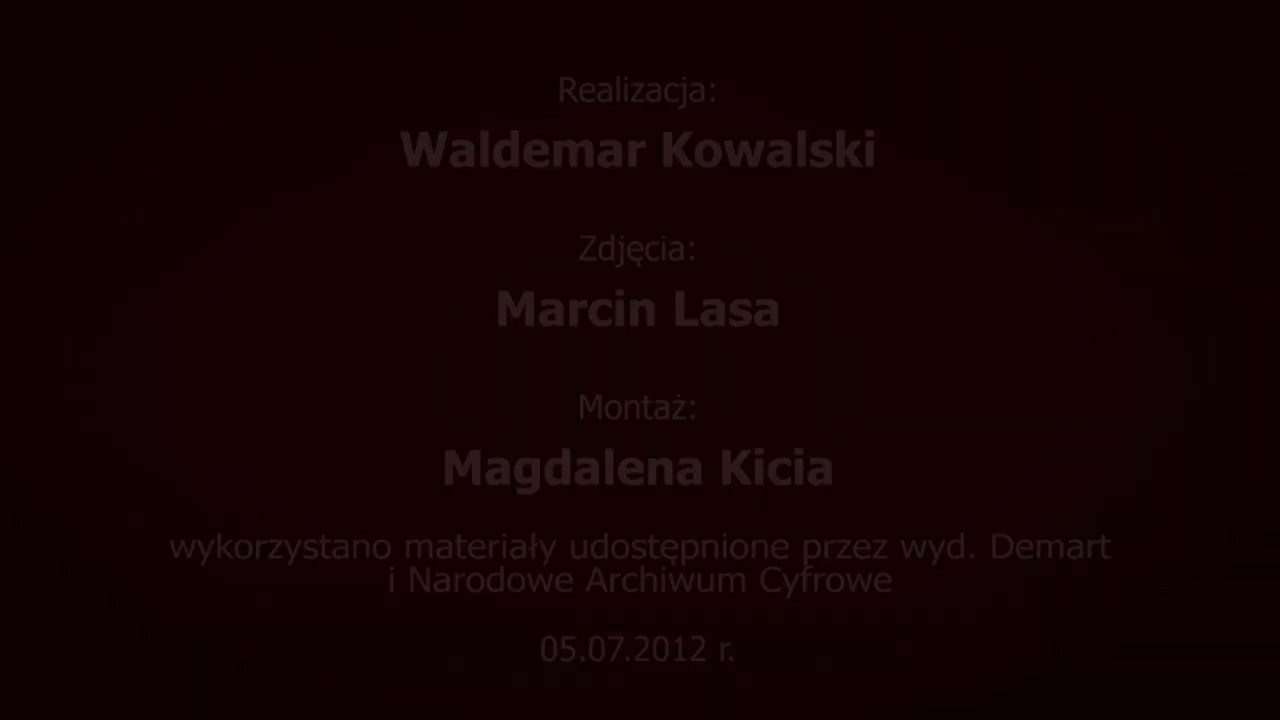 Realizacja:
Waldemar Kowalski
Zdjęcia:
Marcin Lasa
Montaż:
Magdalena Kicia
wykorzystano materiały udostępnione przez wyd. Demart
i Narodowe Archiwum Cyfrowe
05.07.2012 r.